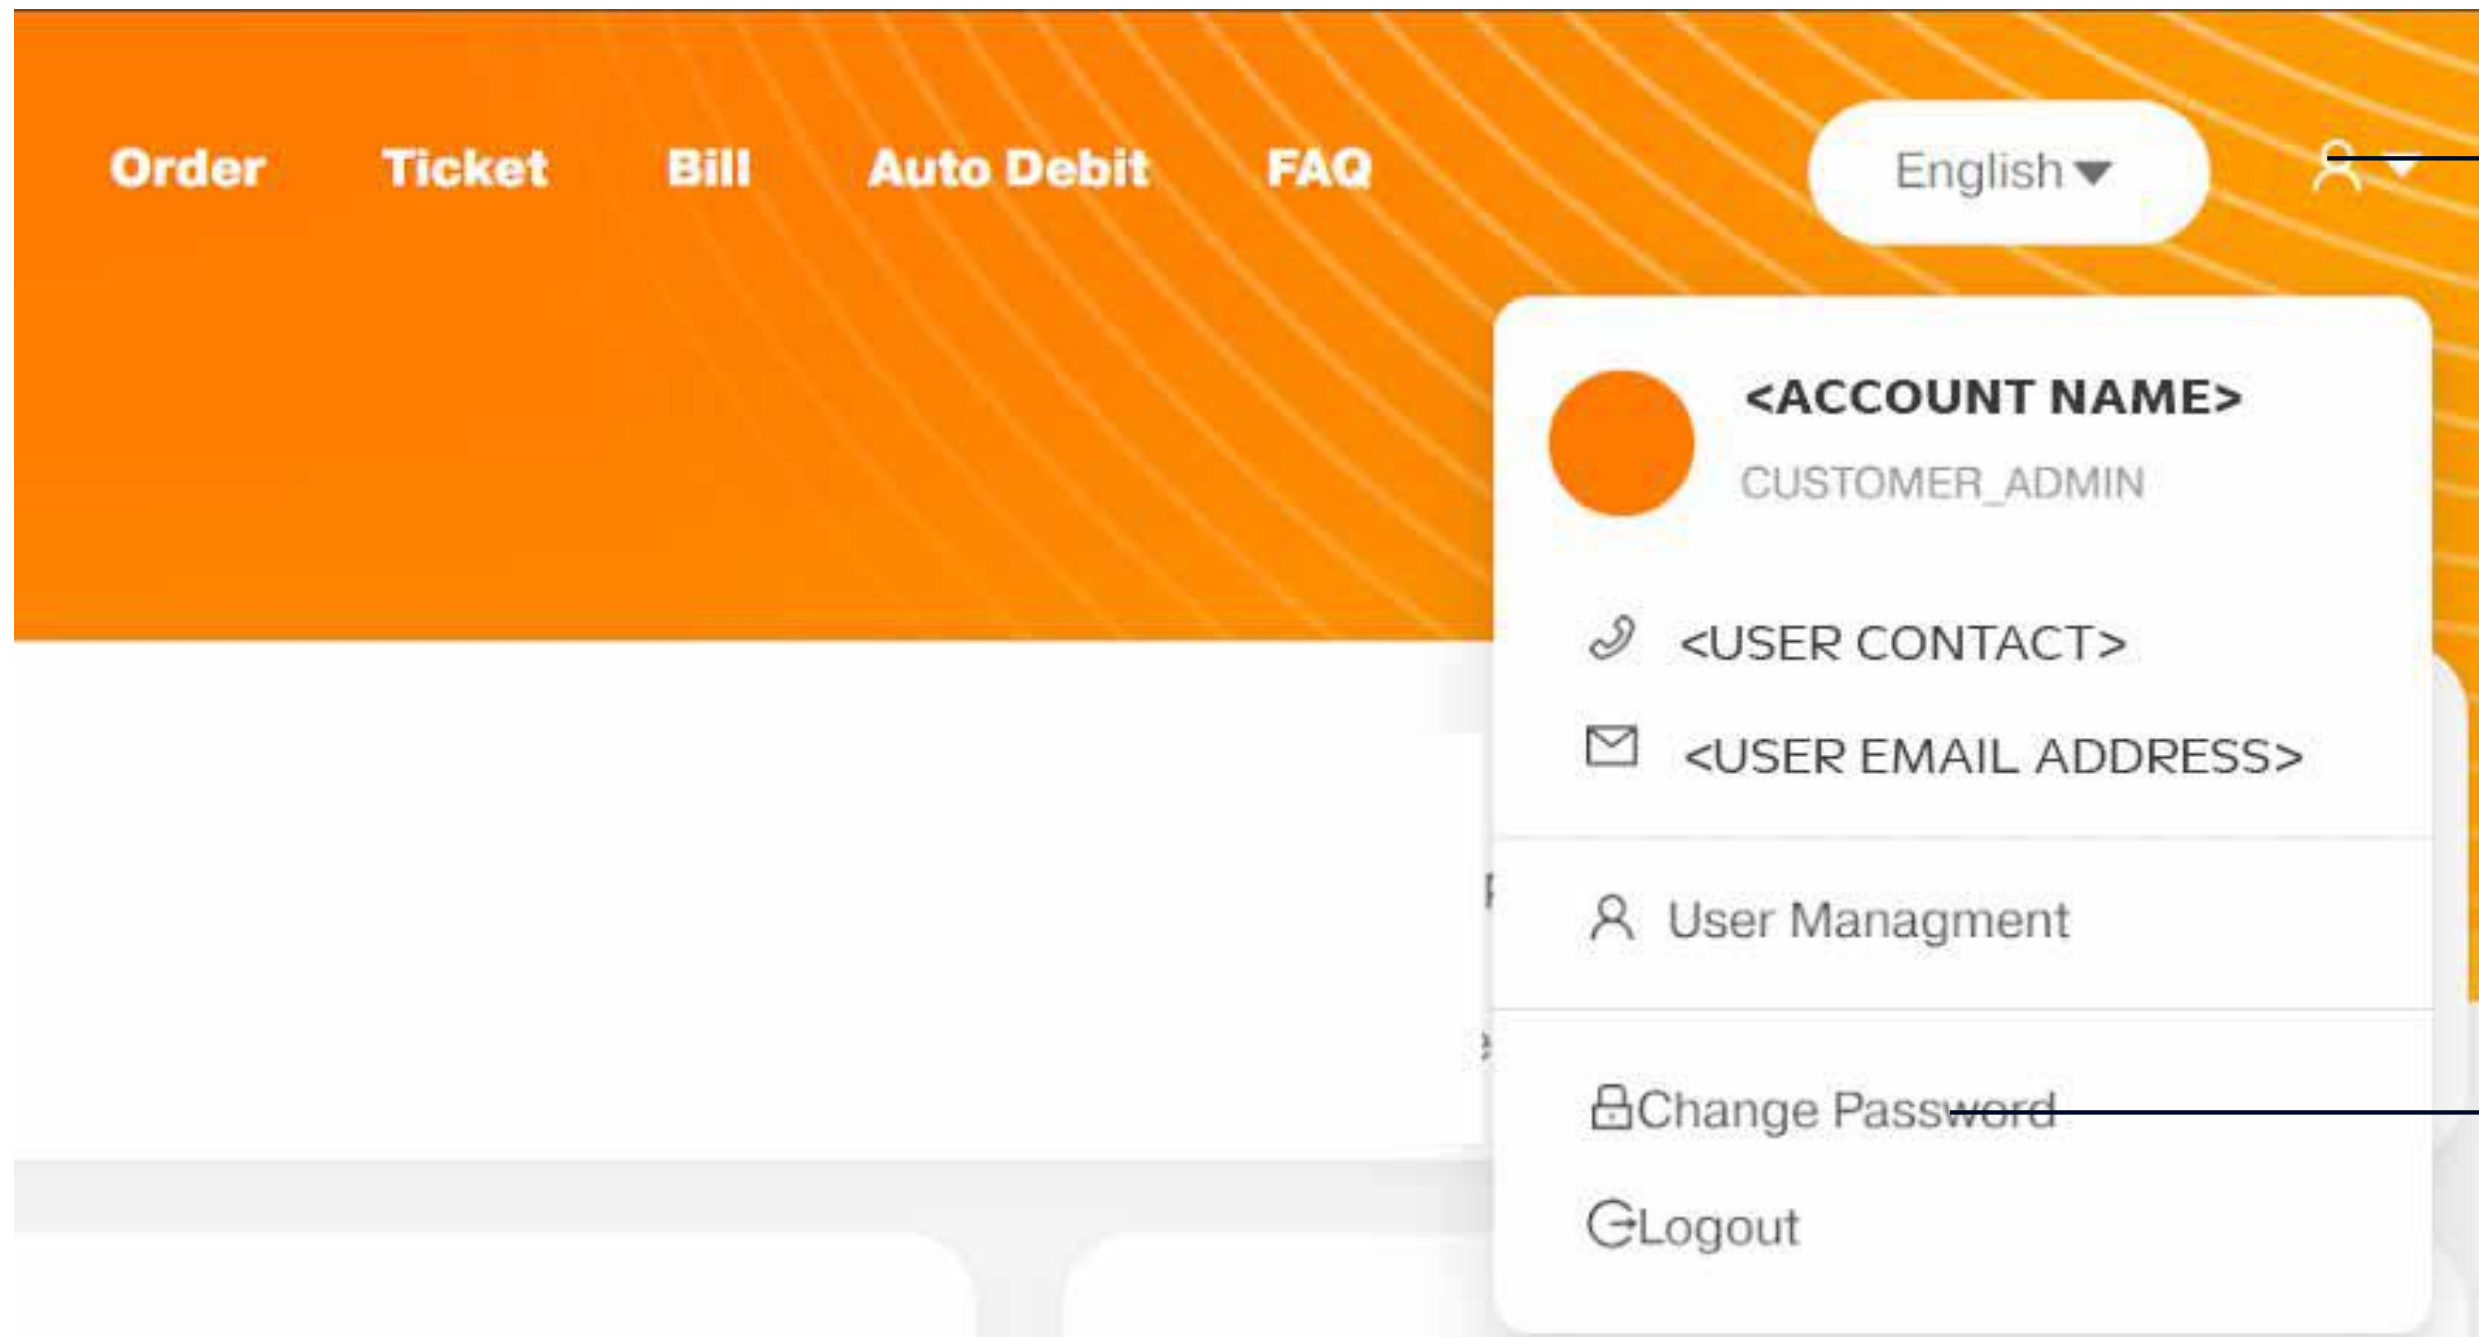 Order Ticket Bill Auto Debit FAQ English
<ACCOUNT NAME>
CUSTOMER_ADMIN
<USER CONTACT>
<USER EMAIL ADDRESS>
User Managment
Change Password
Logout